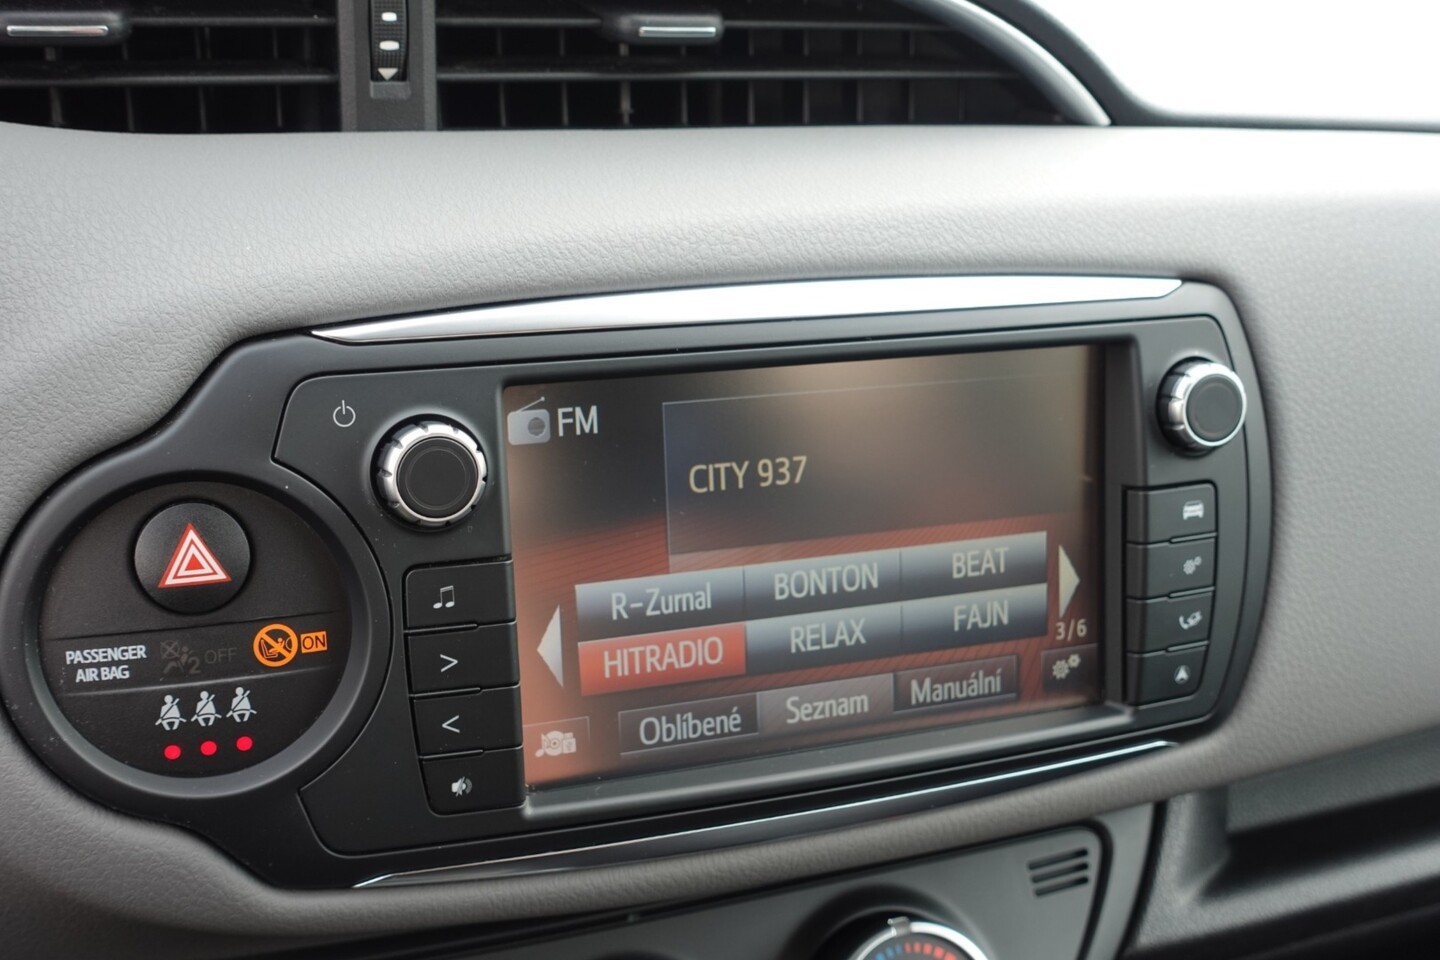 FM
CITY 937
R-Zurnal BONTON BEAT
HITRADIO RELAX FAJN
3/6
Oblíbené Seznam Manuální
PASSENGER
AIR BAG
2 OFF
ON